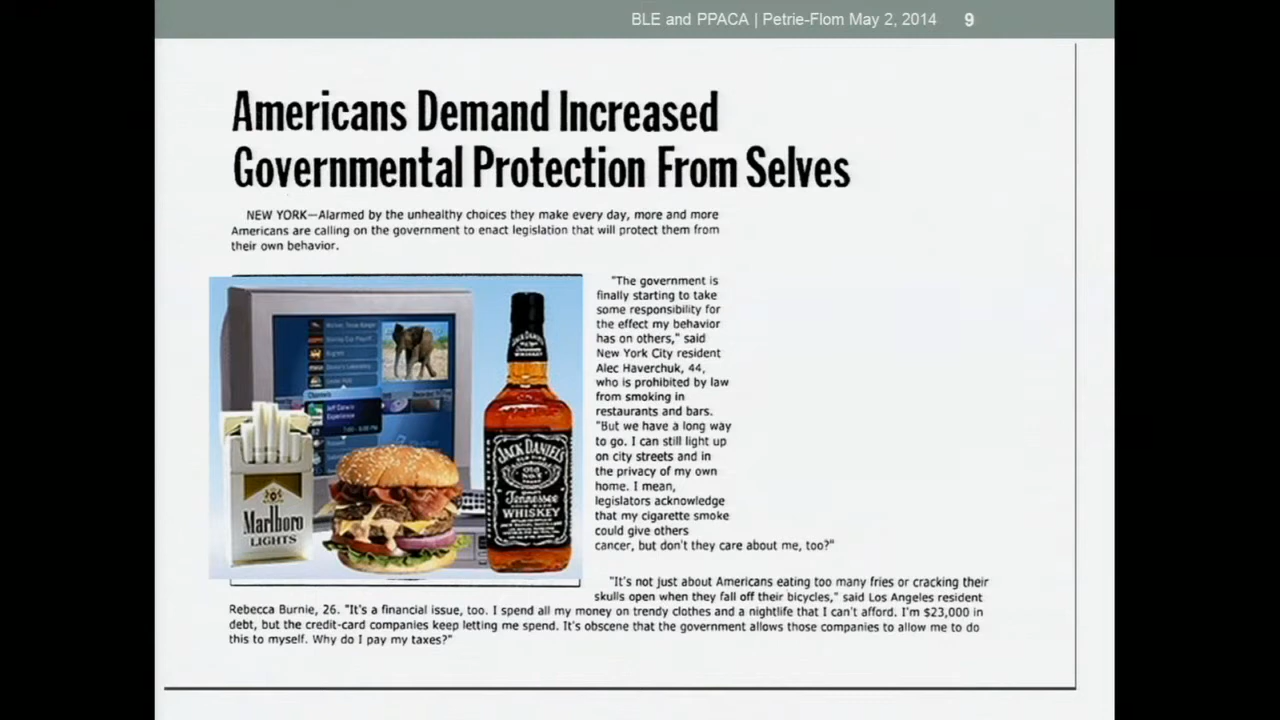 BLE and PPACA | Petrie-Flom May 2, 2014 9
Americans Demand Increased
Governmental Protection From Selves
NEW YORK—Alarmed by the unhealthy choices they make every day, more and more
Americans are calling on the government to enact legislation that will protect them from
their own behavior.
"The government is
finally starting to take
some responsibility for
the effect my behavior
has on others," said
New York City resident
Alec Haverchuk, 44,
who is prohibited by law
from smoking in
restaurants and bars.
"But we have a long way
to go. I can still light up
on city streets and in
the privacy of my own
home. I mean,
legislators acknowledge
that my cigarette smoke
could give others
cancer, but don't they care about me, too?"
"It's not just about Americans eating too many fries or cracking their
skulls open when they fall off their bicycles," said Los Angeles resident
Rebecca Burnie, 26. "It's a financial issue, too. I spend all my money on trendy clothes and a nightlife that I can't afford. I'm $23,000 in
debt, but the credit-card companies keep letting me spend. It's obscene that the government allows those companies to allow me to do
this to myself. Why do I pay my taxes?"
Channels
Jeff Corwin
Experience
Marlboro
LIGHTS
JACK DANIEL'S
WHISKEY
JACK DANIEL'S
OLD
NO.7
Tennessee
WHISKEY